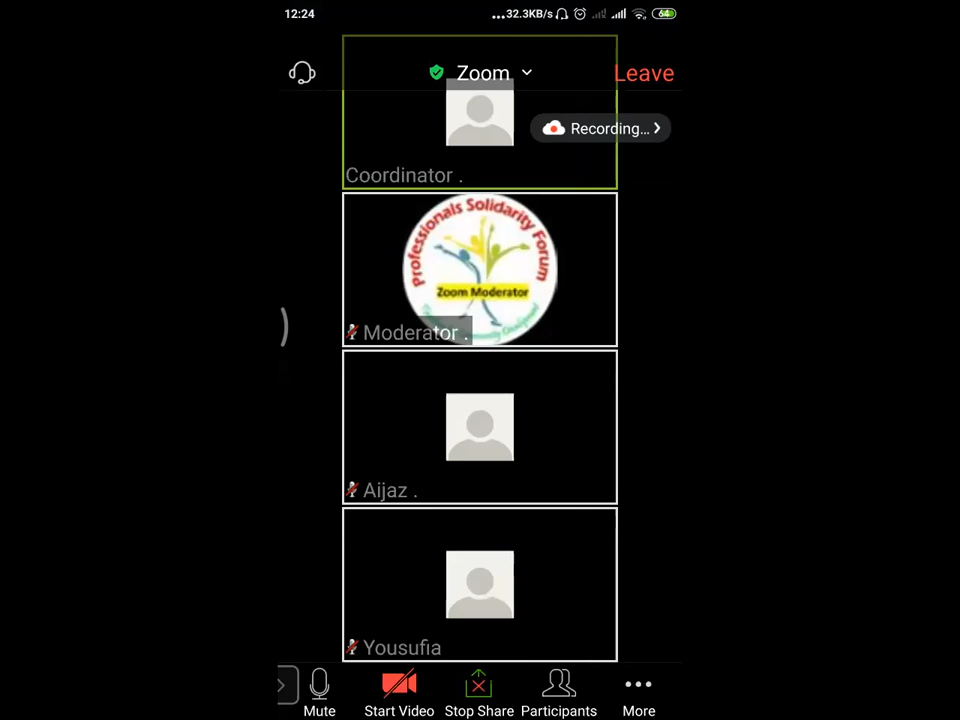 12:24
...32.3KB/s
64
Zoom
Leave
Recording...
Coordinator .
Professionals Solidarity Forum
Zoom Moderator
Moderator .
Aijaz .
Yousufia
Mute
Start Video
Stop Share
Participants
More